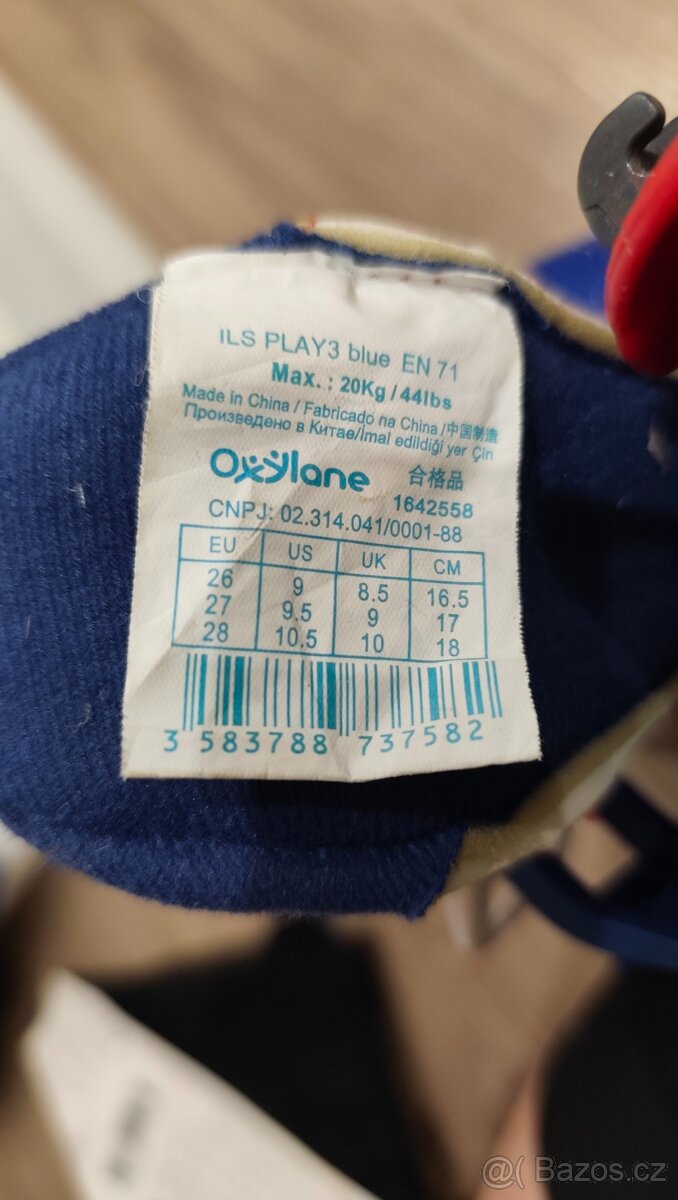 ILS PLAY3 blue EN 71
Max.: 20Kg / 44lbs
Made in China / Fabricado na China /中国制造
Произведено в Китае/İmal edildiği yer Çin
Oxylane 合格品
1642558
CNPJ: 02.314.041/0001-88
EU US UK CM
26 9 8.5 16.5
27 9.5 9 17
28 10.5 10 18
3 583788 737582
@( Bazos.cz